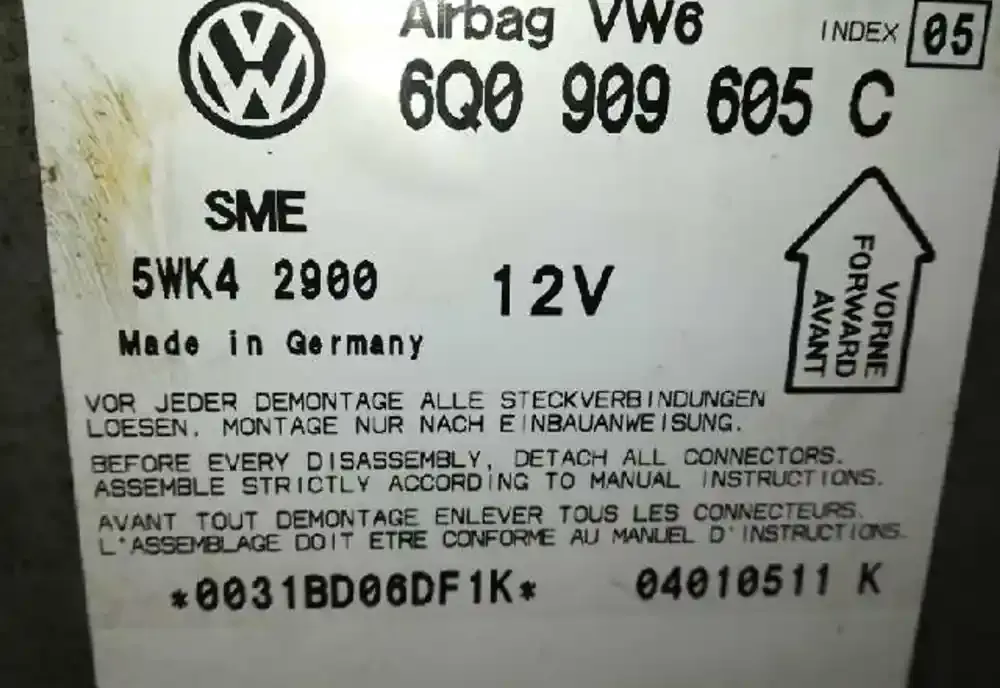 Airbag VW6 INDEX 05
6Q0 909 605 C
SME
5WK4 2900 12V
Made in Germany
VORNE
FORWARD
AVANT
VOR JEDER DEMONTAGE ALLE STECKVERBINDUNGEN
LOESEN. MONTAGE NUR NACH EINBAUANWEISUNG.
BEFORE EVERY DISASSEMBLY, DETACH ALL CONNECTORS.
ASSEMBLE STRICTLY ACCORDING TO MANUAL INSTRUCTIONS.
AVANT TOUT DEMONTAGE ENLEVER TOUS LES CONNECTEURS.
L'ASSEMBLAGE DOIT ETRE CONFORME AU MANUEL D'INSTRUCTIONS.
*0031BD06DF1K* 04010511 K